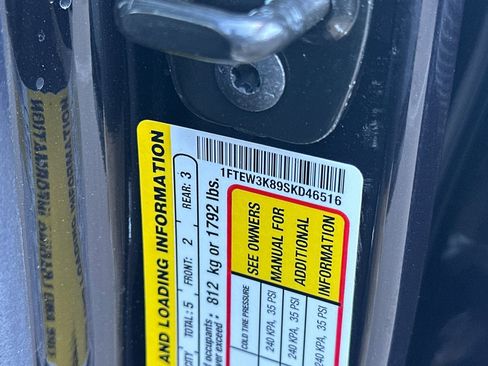 1FTEW3K89SKD46516
AND LOADING INFORMATION
CITY TOTAL: 5 FRONT: 2 REAR: 3
f occupants
ver exceed: 812 kg or 1792 lbs.
COLD TIRE PRESSURE
240 KPA, 35 PSI
240 KPA, 35 PSI
240 KPA, 35 PSI
SEE OWNERS
MANUAL FOR
ADDITIONAL
INFORMATION